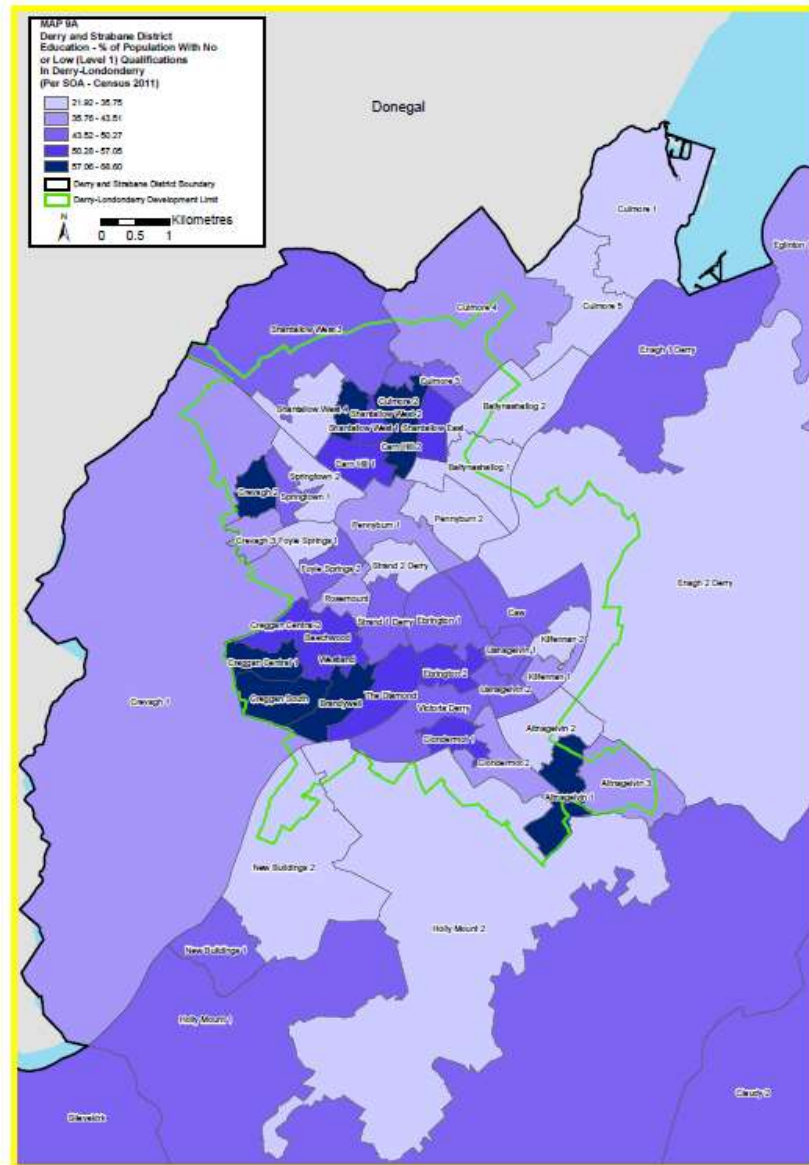 MAP 9A
Derry and Strabane District
Education - % of Population With No
or Low (Level 1) Qualifications
In Derry-Londonderry
(Per SOA - Census 2011)
21.92 - 35.75
35.76 - 43.51
43.52 - 50.27
50.28 - 57.05
57.06 - 68.60
Derry and Strabane District Boundary
Derry-Londonderry Development Limit
N
Kilometres
0 0.5 1
Donegal
Culmore 1
Eglinton
Culmore 4
Culmore 5
Shantallow West 3
Enagh 1 Derry
Culmore 3
Culmore 2
Ballynashallog 2
Shantallow West 4
Shantallow West 2
Shantallow West 1 Shantallow East
Carn Hill 2
Carn Hill 1
Ballynashallog 1
Springtown 2
Crevagh 2
Springtown 1
Pennyburn 2
Pennyburn 1
Crevagh 3 Foyle Springs 1
Strand 2 Derry
Foyle Springs 2
Enagh 2 Derry
Rosemount
Caw
Strand 1 Derry
Ebrington 1
Creggan Central 2
Beechwood
Kilfennan 2
Lisnagelvin 1
Westland
Creggan Central 1
Ebrington 2
Kilfennan 1
Lisnagelvin 2
Creggan South
Brandywell
The Diamond
Crevagh 1
Victoria Derry
Altnagelvin 2
Clondermot 1
Clondermot 2
Altnagelvin 3
Altnagelvin 1
New Buildings 2
Holly Mount 2
New Buildings 1
Holly Mount 1
Claudy 2
Slievekirk